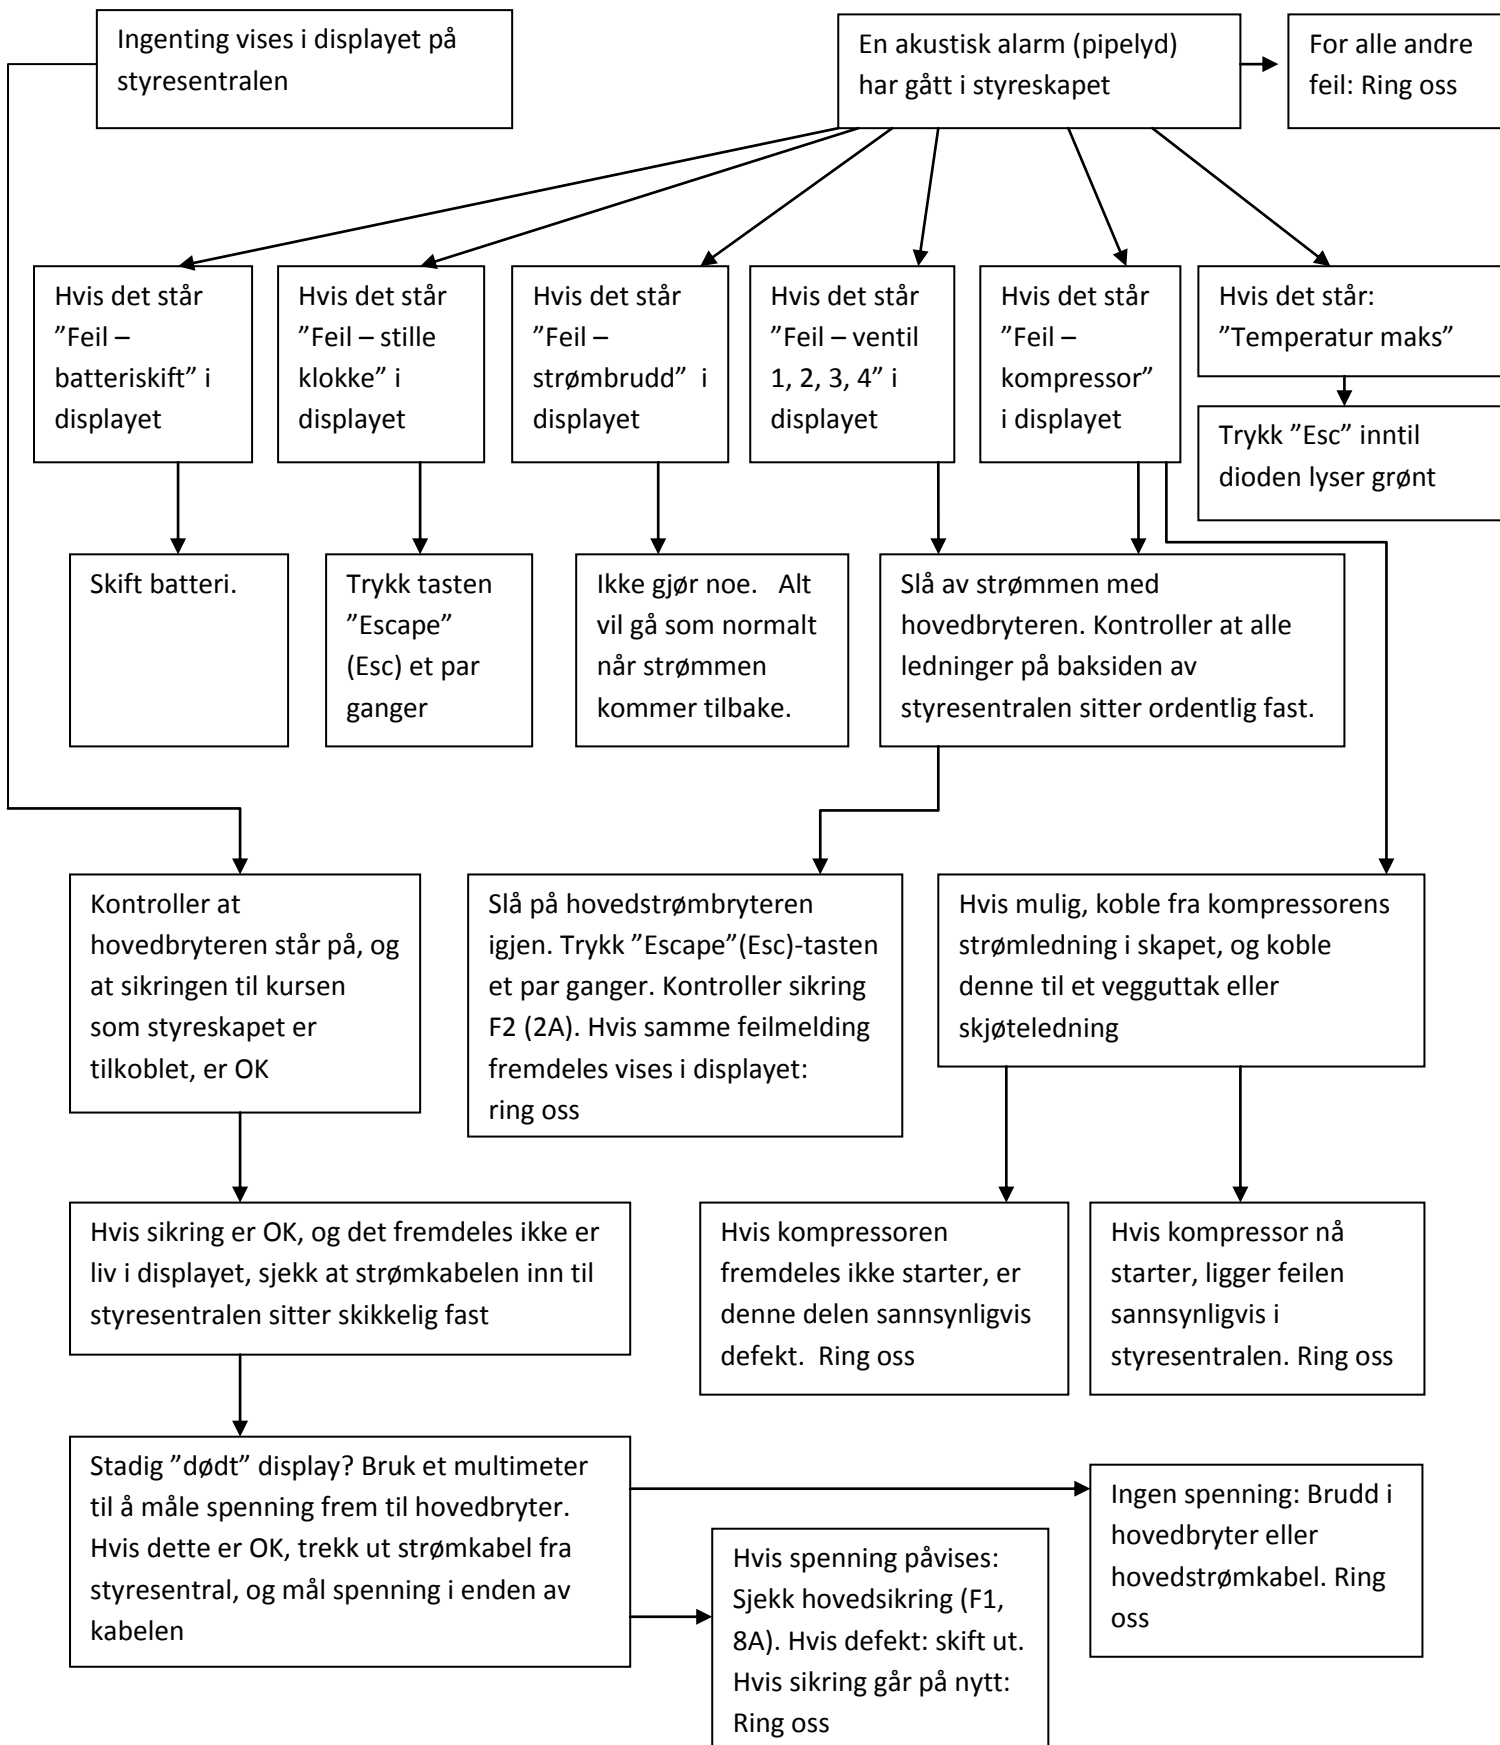 Ingenting vises i displayet på
styresentralen
En akustisk alarm (pipelyd)
har gått i styreskapet
For alle andre
feil: Ring oss
Hvis det står
”Feil –
batteriskift” i
displayet
Hvis det står
”Feil – stille
klokke” i
displayet
Hvis det står
”Feil –
strømbrudd” i
displayet
Hvis det står
”Feil – ventil
1, 2, 3, 4” i
displayet
Hvis det står
”Feil –
kompressor”
i displayet
Hvis det står:
”Temperatur maks”
Trykk ”Esc” inntil
dioden lyser grønt
Skift batteri.
Trykk tasten
”Escape”
(Esc) et par
ganger
Ikke gjør noe. Alt
vil gå som normalt
når strømmen
kommer tilbake.
Slå av strømmen med
hovedbryteren. Kontroller at alle
ledninger på baksiden av
styresentralen sitter ordentlig fast.
Kontroller at
hovedbryteren står på, og
at sikringen til kursen
som styreskapet er
tilkoblet, er OK
Slå på hovedstrømbryteren
igjen. Trykk ”Escape”(Esc)-tasten
et par ganger. Kontroller sikring
F2 (2A). Hvis samme feilmelding
fremdeles vises i displayet:
ring oss
Hvis mulig, koble fra kompressorens
strømledning i skapet, og koble
denne til et vegguttak eller
skjøteledning
Hvis sikring er OK, og det fremdeles ikke er
liv i displayet, sjekk at strømkabelen inn til
styresentralen sitter skikkelig fast
Hvis kompressoren
fremdeles ikke starter, er
denne delen sannsynligvis
defekt. Ring oss
Hvis kompressor nå
starter, ligger feilen
sannsynligvis i
styresentralen. Ring oss
Stadig ”dødt” display? Bruk et multimeter
til å måle spenning frem til hovedbryter.
Hvis dette er OK, trekk ut strømkabel fra
styresentral, og mål spenning i enden av
kabelen
Hvis spenning påvises:
Sjekk hovedsikring (F1,
8A). Hvis defekt: skift ut.
Hvis sikring går på nytt:
Ring oss
Ingen spenning: Brudd i
hovedbryter eller
hovedstrømkabel. Ring
oss